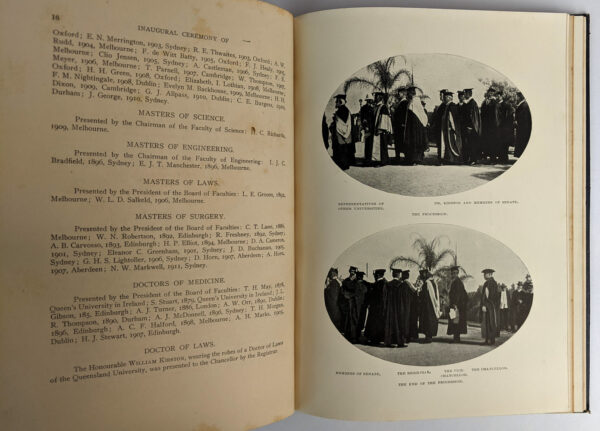 16
INAUGURAL CEREMONY OF
Oxford; E. N. Merrington, 1903, Sydney; R. E. Thwaites, 1903, Oxford; A. W.
Rudd, 1904, Melbourne; F. de Witt Batty, 1905, Oxford; F. J. Healy, 1905,
Melbourne; Clio Jensen, 1905, Sydney; A. Castleman, 1906, Sydney; F. E.
Meyer, 1906, Melbourne; T. Parnell, 1907, Cambridge; W. Thompson, 1907,
Oxford; H. H. Green, 1908, Oxford; Elizabeth, I. Lothian, 1908, Melbourne;
F. M. Nightingale, 1908, Dublin; Evelyn M. Backhouse, 1909, Melbourne; H. H.
Dixon, 1909, Cambridge; G. J. Allpass, 1910, Dublin; C. E. Burgess, 1910,
Durham; J. George, 1910, Sydney.
MASTERS OF SCIENCE.
Presented by the Chairman of the Faculty of Science: H. C. Richards,
1909, Melbourne.
MASTERS OF ENGINEERING.
Presented by the Chairman of the Faculty of Engineering: J. J. C.
Bradfield, 1896, Sydney; E. J. T. Manchester, 1896, Melbourne.
MASTERS OF LAWS.
Presented by the President of the Board of Faculties: L. E. Groom, 1892,
Melbourne; W. L. D. Salkeld, 1906, Melbourne.
MASTERS OF SURGERY.
Presented by the President of the Board of Faculties: C. T. Lane, 1886,
Melbourne; W. N. Robertson, 1892, Edinburgh; R. Freshney, 1892, Sydney,
A. B. Carvosso, 1893, Edinburgh; H. P. Elliot, 1894, Melbourne; D. A. Cameron,
1901, Sydney; Eleanor C. Greenham, 1901, Sydney; J. D. Buchanan, 1905,
Sydney; G. H. S. Lightoller, 1906, Sydney; D. Horn, 1907, Aberdeen; A. Horn,
1907, Aberdeen; N. W. Markwell, 1911, Sydney.
DOCTORS OF MEDICINE.
Presented by the President of the Board of Faculties: T. H. May, 1878,
Queen's University in Ireland; S. Stuart, 1879, Queen's University in Ireland; J. L.
Gibson, 185, Edinburgh; A. J. Turner, 1886, London; A. W. Orr, 1890, Dublin;
R. Thompson, 1890, Durham; A. J. McDonnell, 1896, Sydney; T. H. Morgan,
1896, Edinburgh; A. C. F. Halford, 1898, Melbourne; A. H. Marks, 1905,
Dublin; H. J. Stewart, 1907, Edinburgh.
DOCTOR OF LAWS
The Honourable WILLIAM KIDSTON, wearing the robes of a Doctor of Laws
of the Queensland University, was presented to the Chancellor by the Registrar.
REPRESENTATIVES OF
OTHER UNIVERSITIES,
DR. KIDSTON AND MEMBERS OF SENATE.
THE PROCESSION.
MEMBERS OF SENATE,
THE REGISTRAR,
THE VICE-
CHANCELLOR,
THE CHANCELLOR.
THE END OF THE PROCESSION.